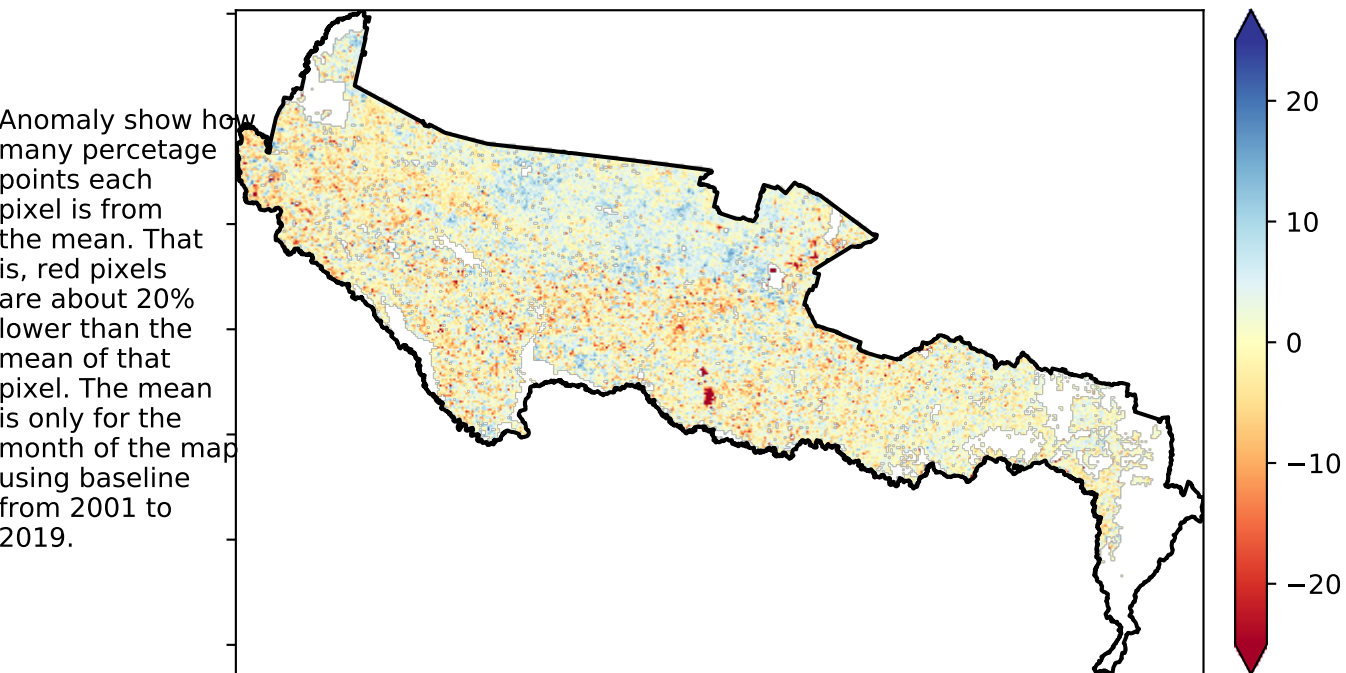 Anomaly show how
many percetage
points each
pixel is from
the mean. That
is, red pixels
are about 20%
lower than the
mean of that
pixel. The mean
is only for the
month of the map
using baseline
from 2001 to
2019.
20
10
0
−10
−20